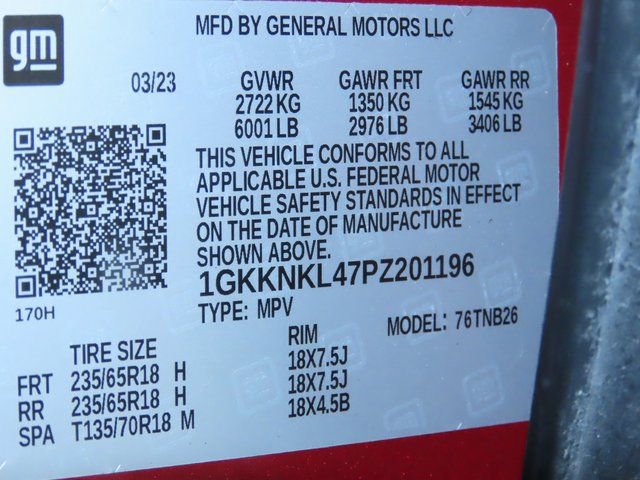 gm
MFD BY GENERAL MOTORS LLC
03/23 GVWR GAWR FRT GAWR RR
2722 KG 1350 KG 1545 KG
6001 LB 2976 LB 3406 LB
THIS VEHICLE CONFORMS TO ALL
APPLICABLE U.S. FEDERAL MOTOR
VEHICLE SAFETY STANDARDS IN EFFECT
ON THE DATE OF MANUFACTURE
SHOWN ABOVE.
1GKKNKL47PZ201196
170H
TYPE: MPV
MODEL: 76TNB26
TIRE SIZE RIM
FRT 235/65R18 H 18X7.5J
RR 235/65R18 H 18X7.5J
SPA T135/70R18 M 18X4.5B